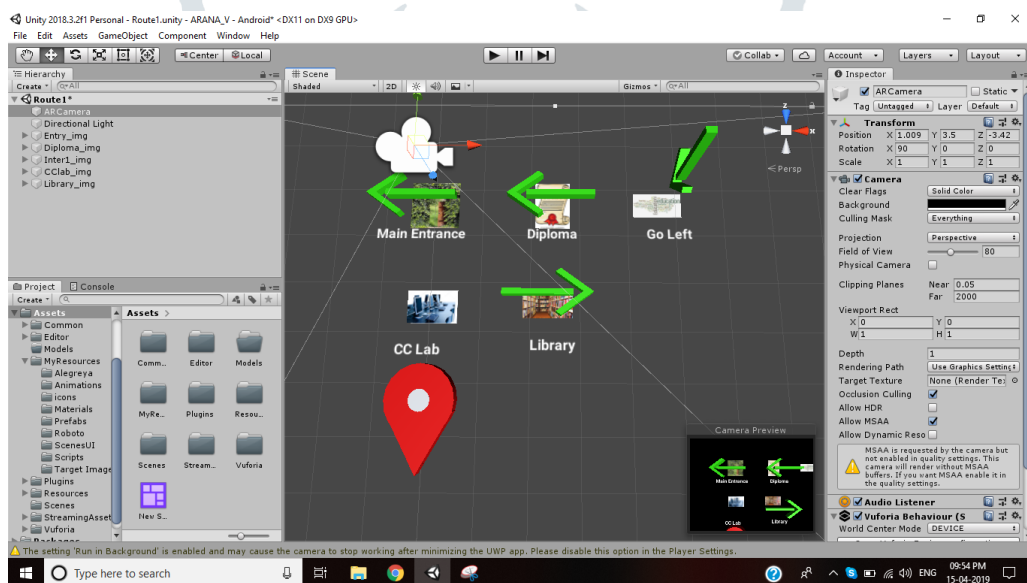 Unity 2018.3.2f1 Personal - Route1.unity - ARANA_V - Android* <DX11 on DX9 GPU>
File Edit Assets GameObject Component Window Help
Center Local Collab Account Layers Layout
Hierarchy
Create All
Route1*
ARCamera
Directional Light
Entry_img
Diploma_img
Inter1_img
CClab_img
Library_img
Scene
Shaded 2D Gizmos All
z
x
Persp
Main Entrance
Diploma
Go Left
CC Lab
Library
Camera Preview
Main Entrance
Diploma
CC Lab
Library
Project Console
Create
Assets
Common
Editor
Models
MyResources
Alegreya
Animations
icons
Materials
Prefabs
Roboto
ScenesUI
Scripts
Target Image
Plugins
Resources
Scenes
StreamingAsset
Vuforia
Packages
Assets >
Comm... Editor Models
MyRe... Plugins Resou...
Scenes Stream... Vuforia
New S...
Inspector
ARCamera Static
Tag Untagged Layer Default
Transform
Position X 1.009 Y 3.5 Z -3.42
Rotation X 90 Y 0 Z 0
Scale X 1 Y 1 Z 1
Camera
Clear Flags Solid Color
Background
Culling Mask Everything
Projection Perspective
Field of View 80
Physical Camera
Clipping Planes Near 0.05
Far 2000
Viewport Rect
X 0 Y 0
W 1 H 1
Depth 1
Rendering Path Use Graphics Settings
Target Texture None (Render Te:
Occlusion Culling
Allow HDR
Allow MSAA
Allow Dynamic Reso
MSAA is requested by the camera but
not enabled in quality settings. This
camera will render without MSAA
buffers. If you want MSAA enable it in
the quality settings.
Audio Listener
Vuforia Behaviour (S
World Center Mode DEVICE
The setting 'Run in Background' is enabled and may cause the camera to stop working after minimizing the UWP app. Please disable this option in the Player Settings.
Type here to search
ENG
09:54 PM
15-04-2019